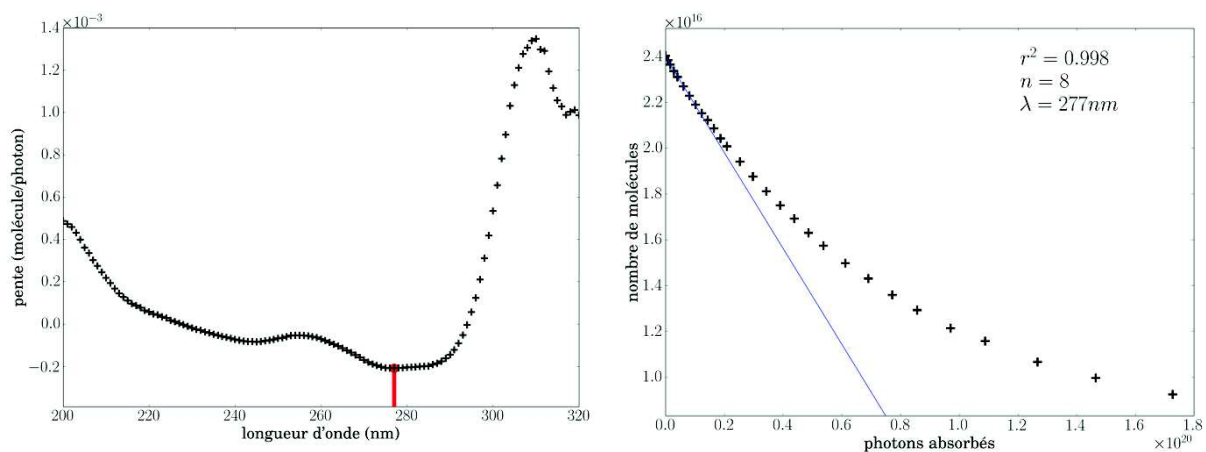 ×10⁻³
1.4
1.2
1.0
0.8
0.6
0.4
0.2
0.0
−0.2
pente (molécule/photon)
200 220 240 260 280 300 320
longueur d'onde (nm)
×10¹⁶
2.4
2.2
2.0
1.8
1.6
1.4
1.2
1.0
nombre de molécules
r² = 0.998
n = 8
λ = 277nm
0.0 0.2 0.4 0.6 0.8 1.0 1.2 1.4 1.6 1.8
photons absorbés
×10²⁰